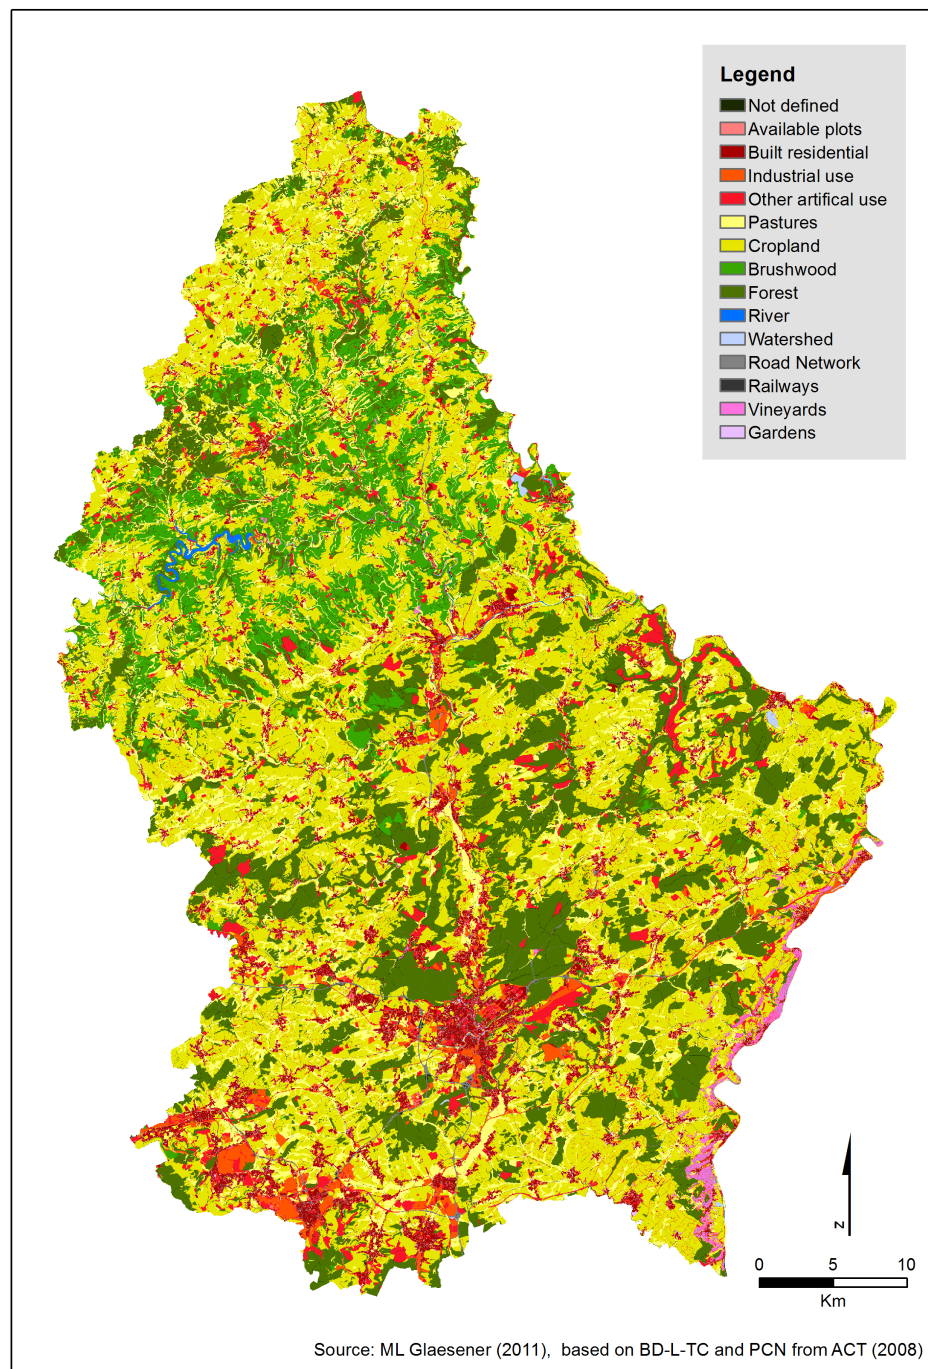 Legend
Not defined
Available plots
Built residential
Industrial use
Other artifical use
Pastures
Cropland
Brushwood
Forest
River
Watershed
Road Network
Railways
Vineyards
Gardens
z
0 5 10
Km
Source: ML Glaesener (2011), based on BD-L-TC and PCN from ACT (2008)